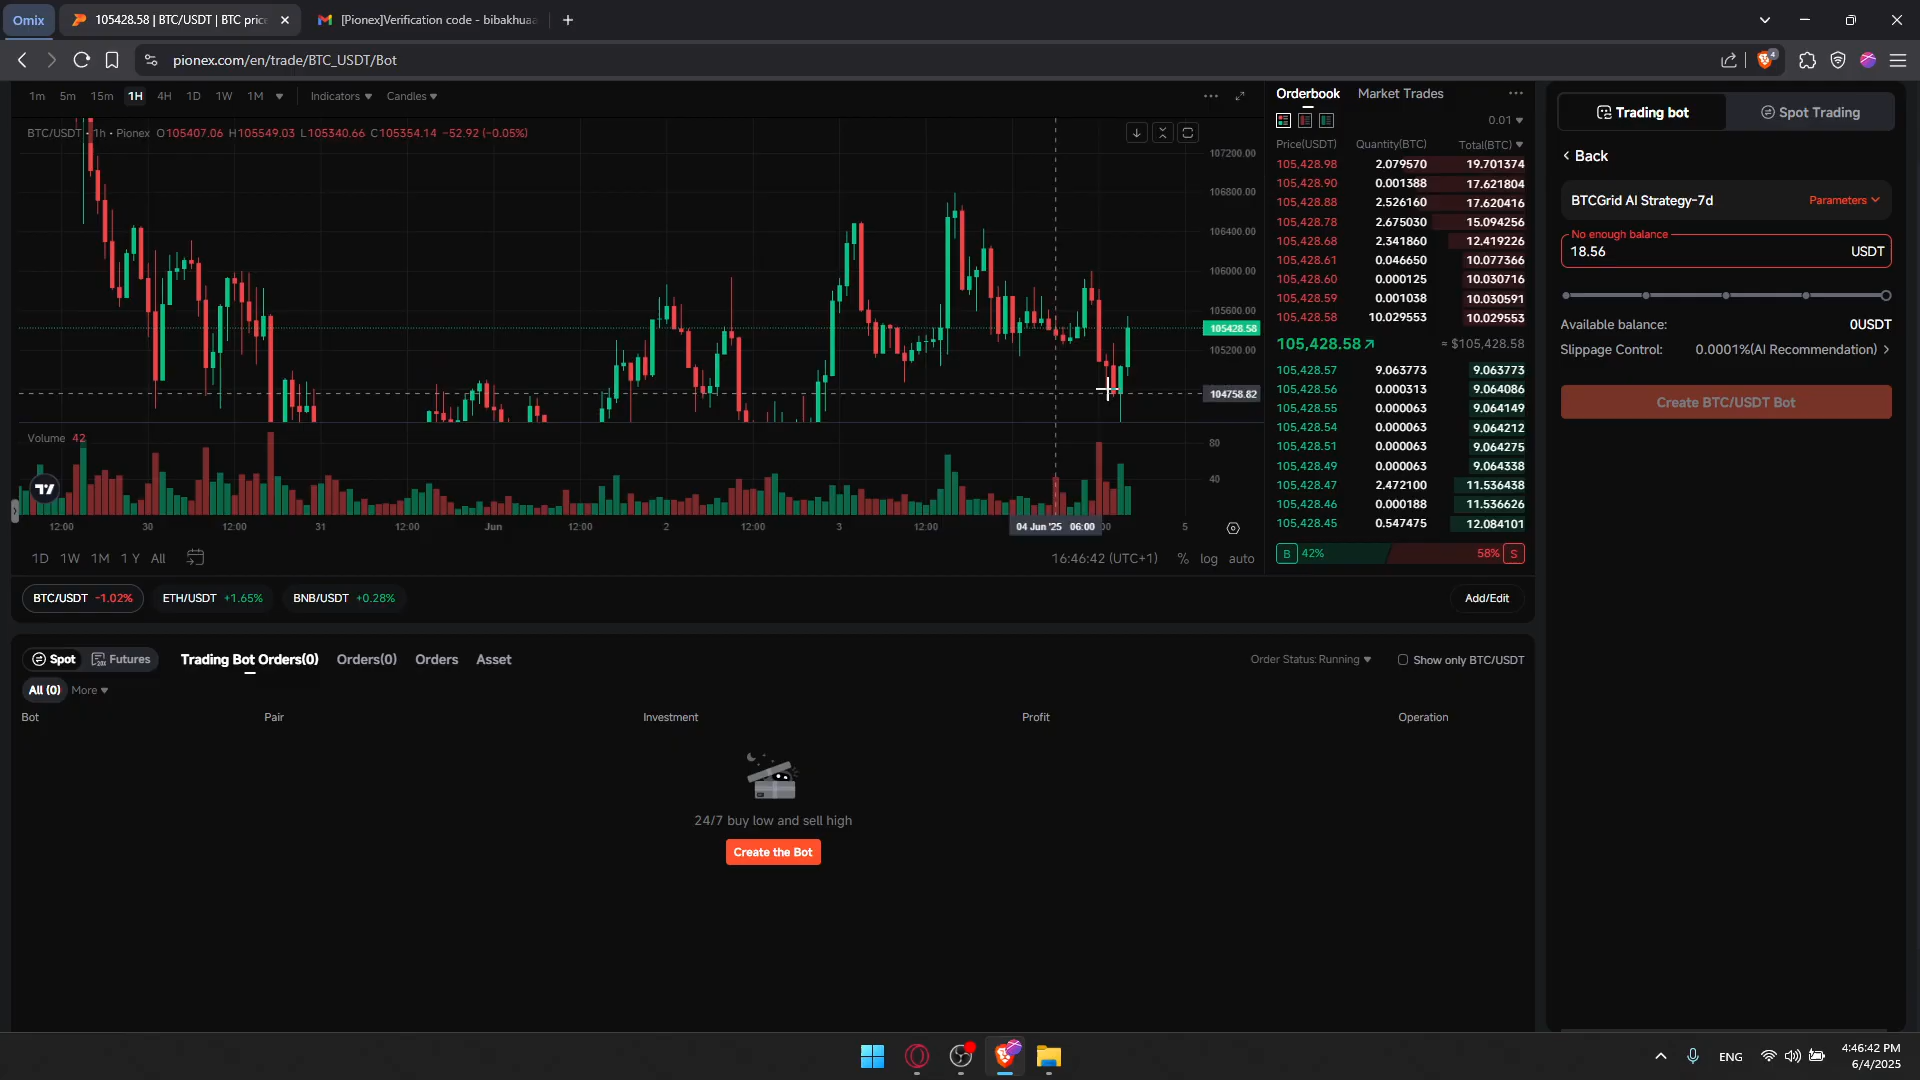 Omix
105428.58 | BTC/USDT | BTC price
[Pionex]Verification code - bibakhuaa
pionex.com/en/trade/BTC_USDT/Bot
4
1m 5m 15m 1H 4H 1D 1W 1M Indicators Candles
BTC/USDT · 1h · Pionex O105407.06 H105549.03 L105340.66 C105354.14 −52.92 (−0.05%)
107200.00
106800.00
106400.00
106000.00
105600.00
105428.58
105200.00
104758.82
Volume 42
80
40
12:00 30 12:00 31 12:00 Jun 12:00 2 12:00 3 12:00 04 Jun '25 06:00 5
1D 1W 1M 1 Y All
16:46:42 (UTC+1) % log auto
BTC/USDT -1.02% ETH/USDT +1.65% BNB/USDT +0.28% Add/Edit
Orderbook Market Trades
0.01
Price(USDT) Quantity(BTC) Total(BTC)
105,428.98 2.079570 19.701374
105,428.90 0.001388 17.621804
105,428.88 2.526160 17.620416
105,428.78 2.675030 15.094256
105,428.68 2.341860 12.419226
105,428.61 0.046650 10.077366
105,428.60 0.000125 10.030716
105,428.59 0.001038 10.030591
105,428.58 10.029553 10.029553
105,428.58 ≈ $105,428.58
105,428.57 9.063773 9.063773
105,428.56 0.000313 9.064086
105,428.55 0.000063 9.064149
105,428.54 0.000063 9.064212
105,428.51 0.000063 9.064275
105,428.49 0.000063 9.064338
105,428.47 2.472100 11.536438
105,428.46 0.000188 11.536626
105,428.45 0.547475 12.084101
B 42% 58% S
Trading bot Spot Trading
Back
BTCGrid AI Strategy-7d Parameters
No enough balance
18.56 USDT
Available balance: 0USDT
Slippage Control: 0.0001%(AI Recommendation)
Create BTC/USDT Bot
Spot Futures Trading Bot Orders(0) Orders(0) Orders Asset Order Status: Running Show only BTC/USDT
All (0) More
Bot Pair Investment Profit Operation
24/7 buy low and sell high
Create the Bot
ENG
4:46:42 PM
6/4/2025